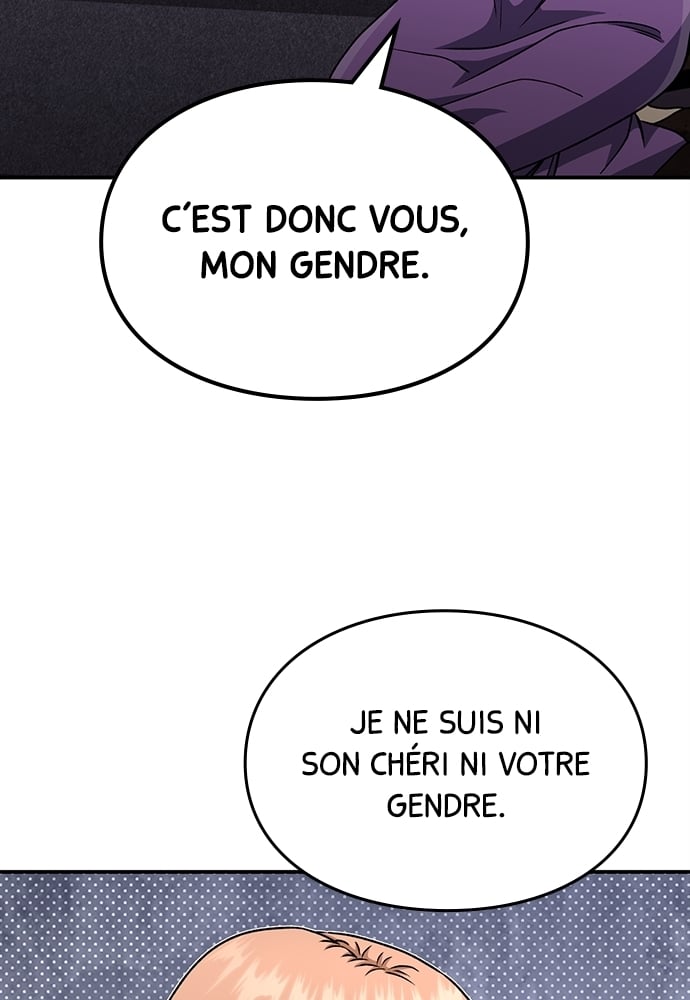 C'EST DONC VOUS,
MON GENDRE.
JE NE SUIS NI
SON CHÉRI NI VOTRE
GENDRE.